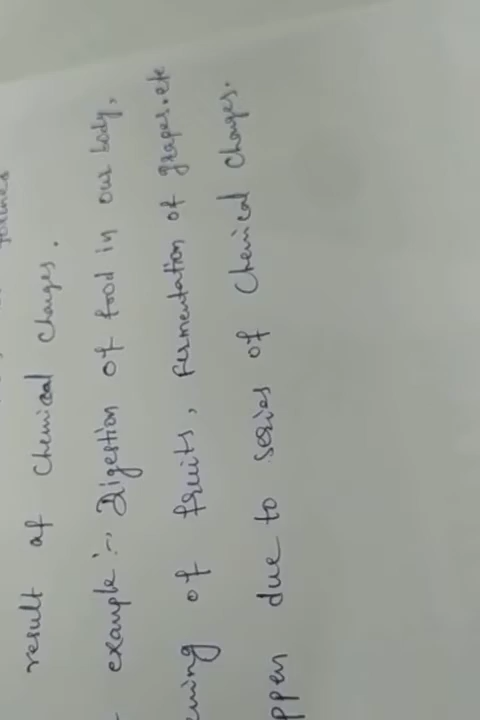 result of chemical changes.
example :- Digestion of food in our body,
of fruits, fermentation of grapes.etc
due to series of chemical changes.